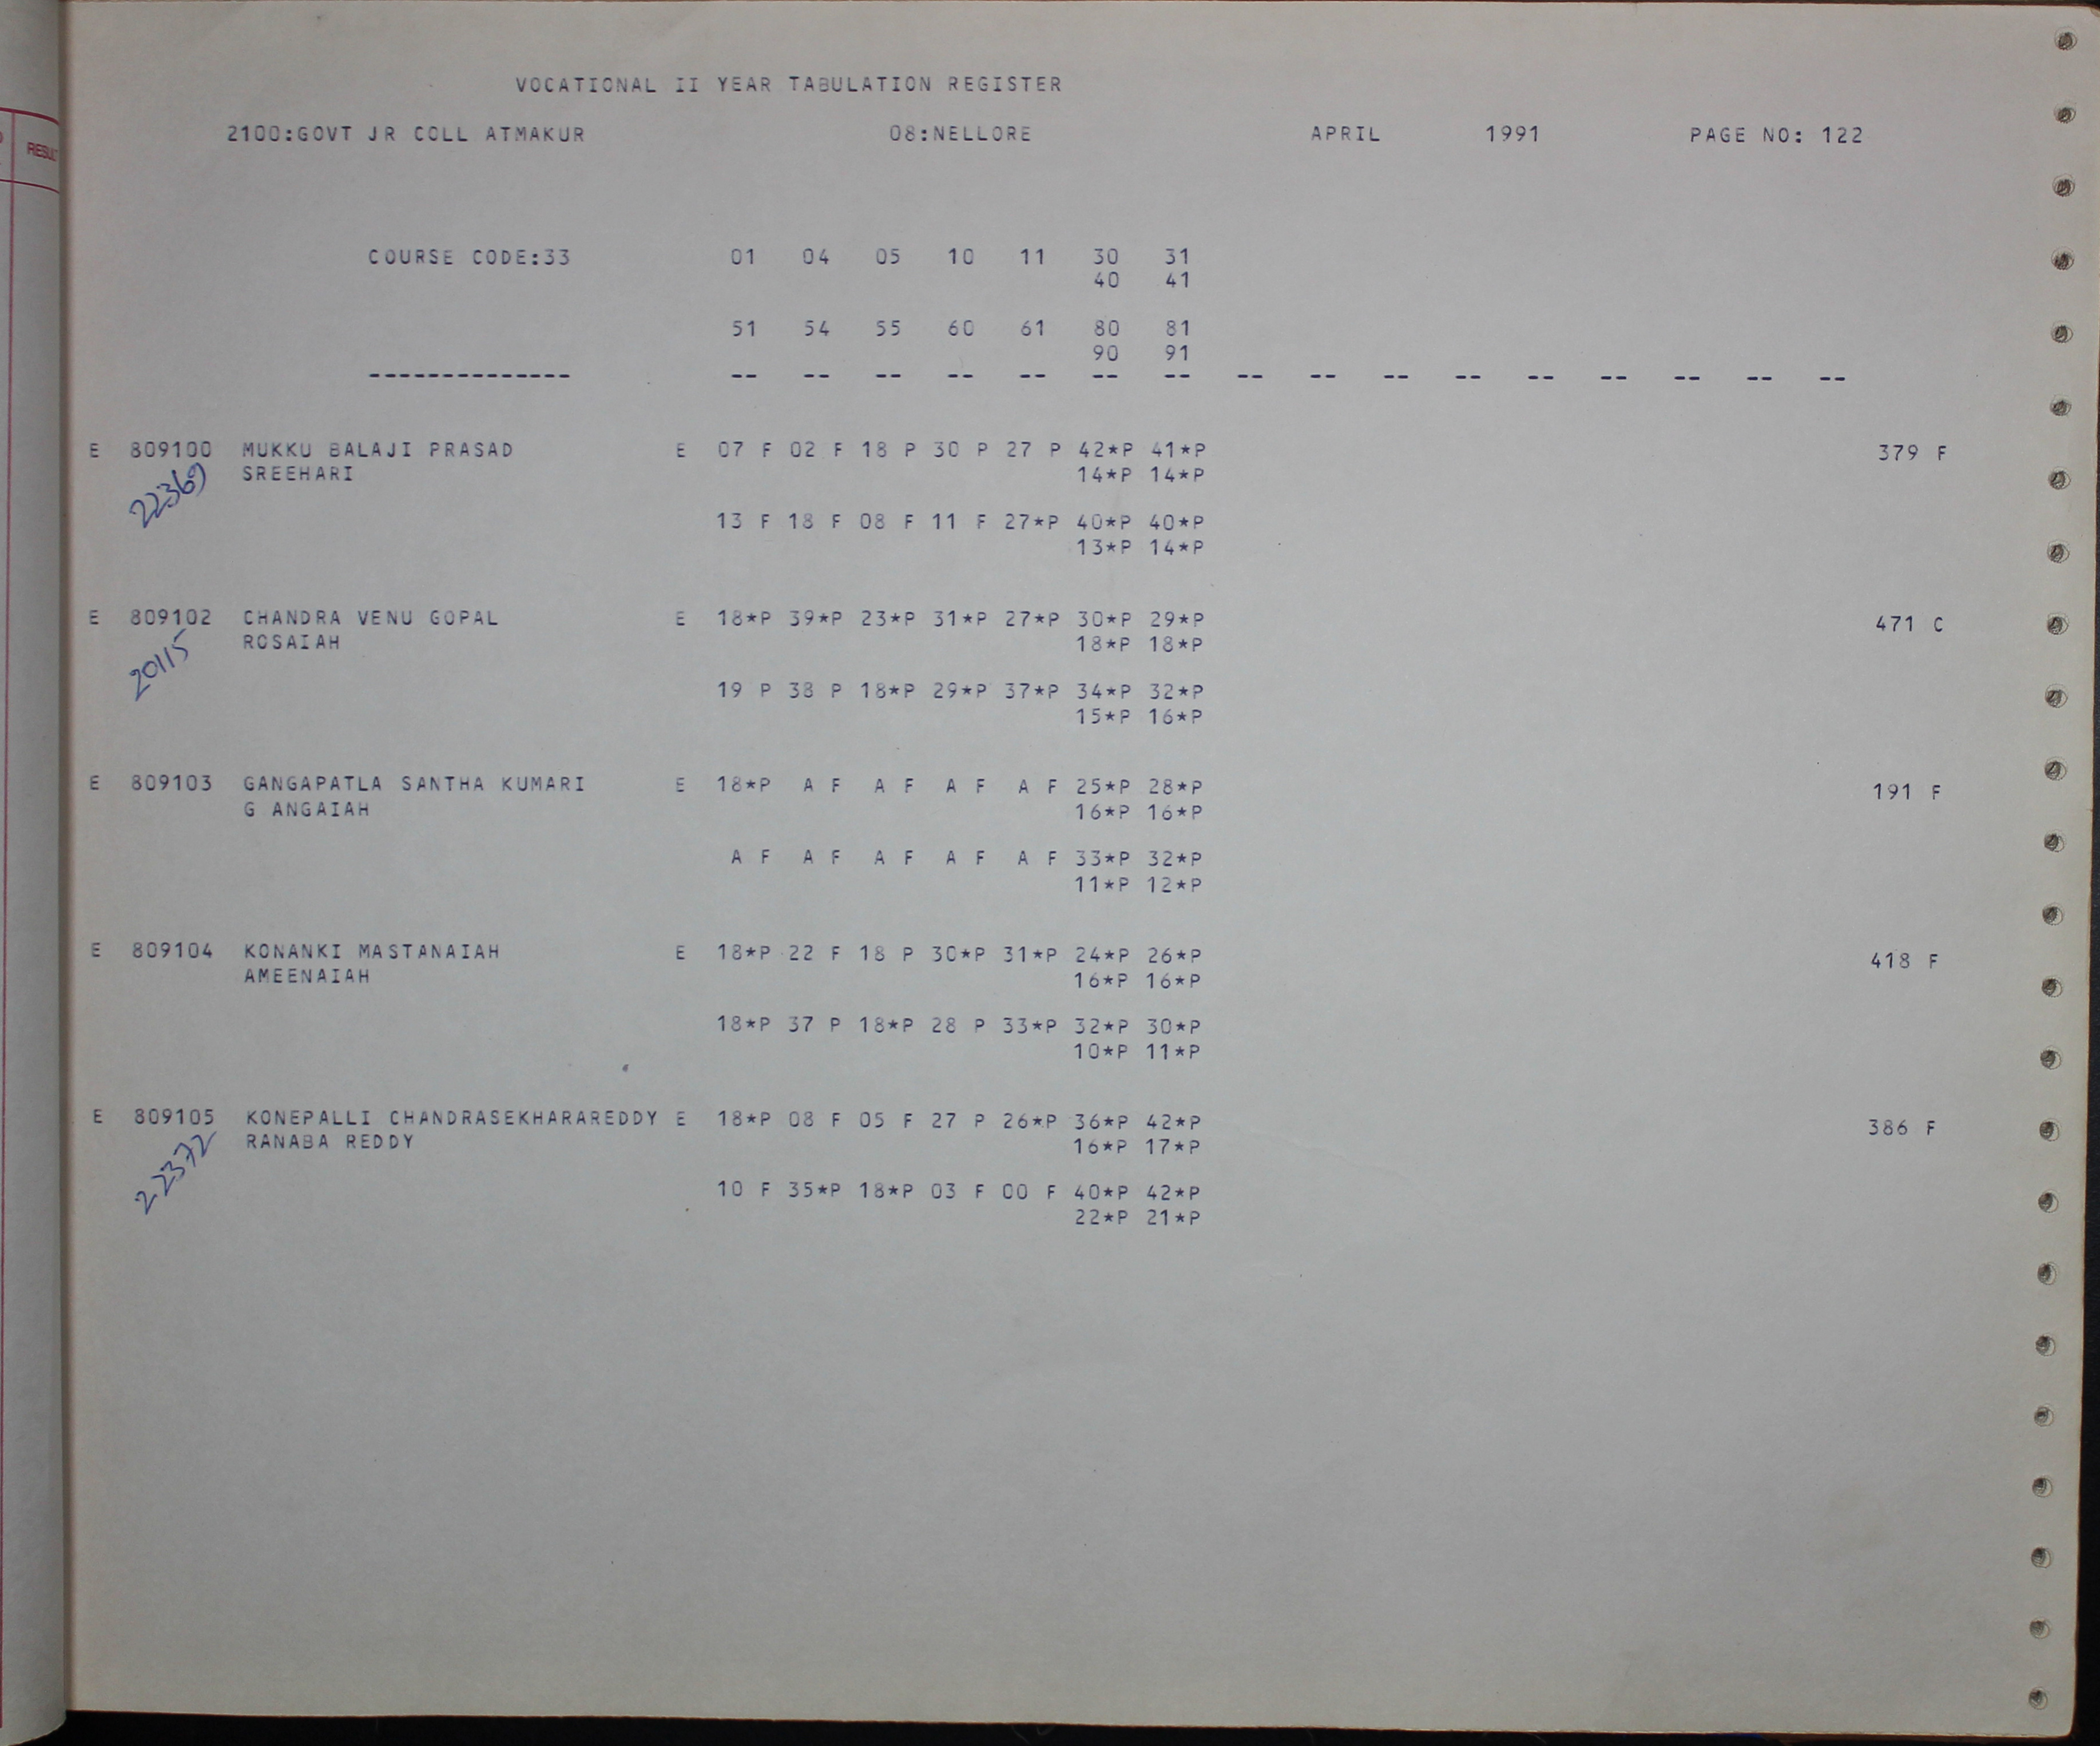 VOCATIONAL II YEAR TABULATION REGISTER
2100:GOVT JR COLL ATMAKUR 08:NELLORE APRIL 1991 PAGE NO: 122
COURSE CODE:33 01 04 05 10 11 30 31
40 41
51 54 55 60 61 80 81
90 91
-------------- -- -- -- -- -- -- -- -- -- -- -- -- -- -- -- --
E 809100 MUKKU BALAJI PRASAD E 07 F 02 F 18 P 30 P 27 P 42*P 41*P 379 F
22369 SREEHARI 14*P 14*P
13 F 18 F 08 F 11 F 27*P 40*P 40*P
13*P 14*P
E 809102 CHANDRA VENU GOPAL E 18*P 39*P 23*P 31*P 27*P 30*P 29*P 471 C
20115 ROSAIAH 18*P 18*P
19 P 38 P 18*P 29*P 37*P 34*P 32*P
15*P 16*P
E 809103 GANGAPATLA SANTHA KUMARI E 18*P A F A F A F A F 25*P 28*P 191 F
G ANGAIAH 16*P 16*P
A F A F A F A F A F 33*P 32*P
11*P 12*P
E 809104 KONANKI MASTANAIAH E 18*P 22 F 18 P 30*P 31*P 24*P 26*P 418 F
AMEENAIAH 16*P 16*P
18*P 37 P 18*P 28 P 33*P 32*P 30*P
10*P 11*P
E 809105 KONEPALLI CHANDRASEKHARAREDDY E 18*P 08 F 05 F 27 P 26*P 36*P 42*P 386 F
22372 RANABA REDDY 16*P 17*P
10 F 35*P 18*P 03 F 00 F 40*P 42*P
22*P 21*P